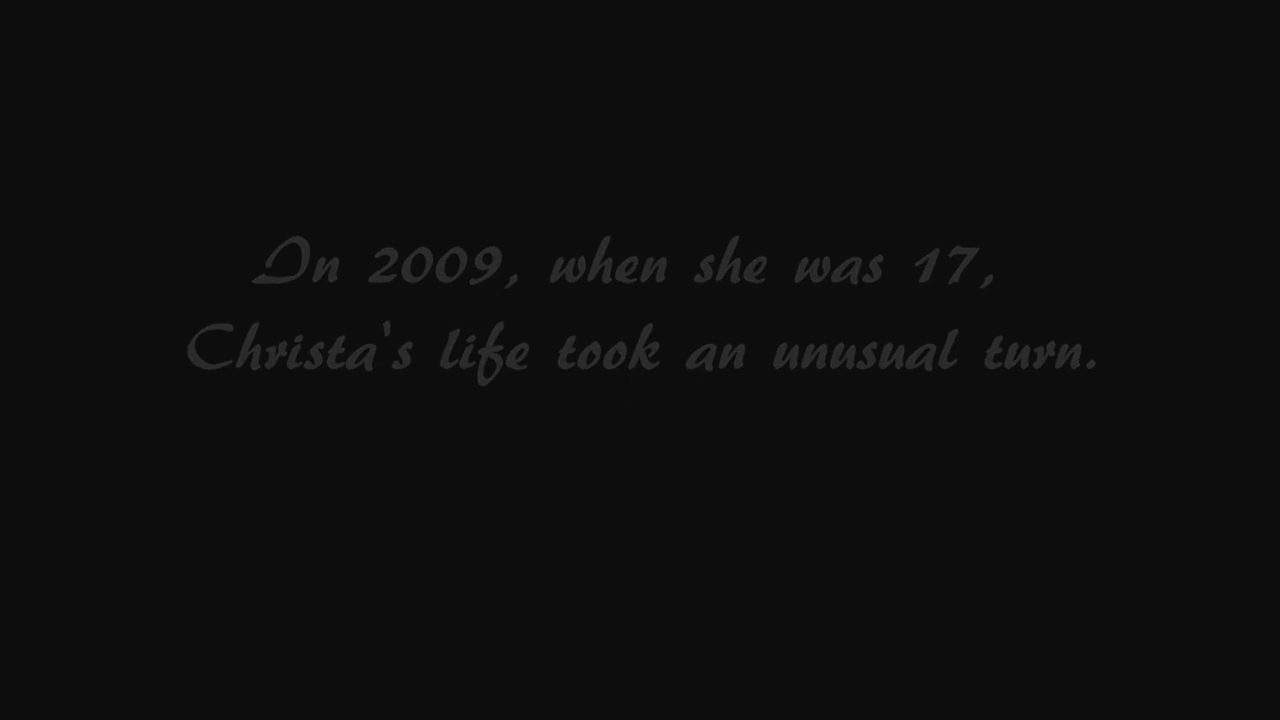 In 2009, when she was 17,
Christa's life took an unusual turn.